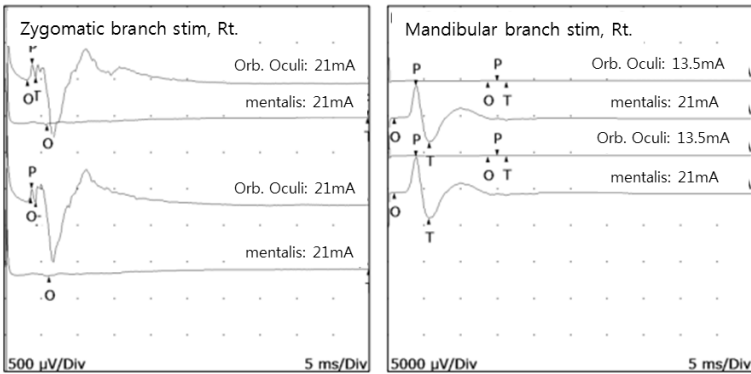 Zygomatic branch stim, Rt.
P
Orb. Oculi: 21mA
O T
mentalis: 21mA
O
P
Orb. Oculi: 21mA
O-
mentalis: 21mA
O
500 µV/Div 5 ms/Div
Mandibular branch stim, Rt.
Orb. Oculi: 13.5mA
P P
O T
mentalis: 21mA
O P P
Orb. Oculi: 13.5mA
T O T
mentalis: 21mA
O
T
5000 µV/Div 5 ms/Div